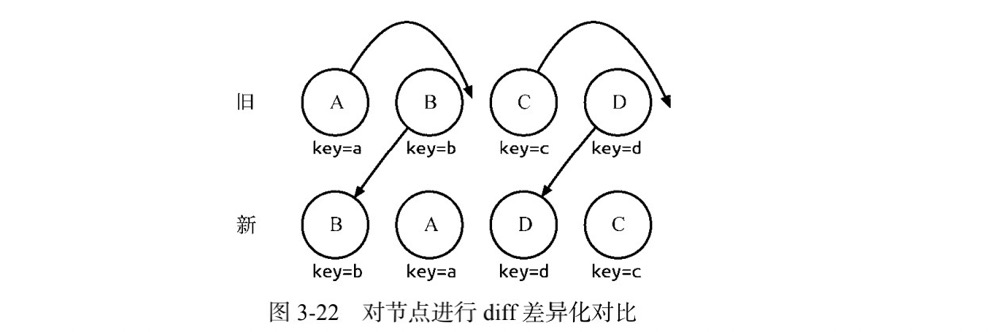 旧 A B C D
key=a key=b key=c key=d
新 B A D C
key=b key=a key=d key=c
图 3-22 对节点进行 diff 差异化对比